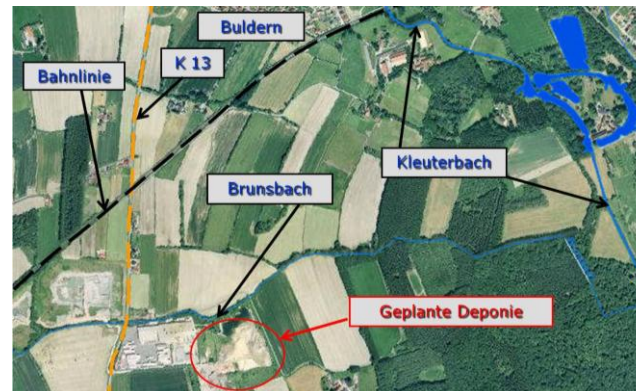 Buldern
K 13
Bahnlinie
Kleuterbach
Brunsbach
Geplante Deponie